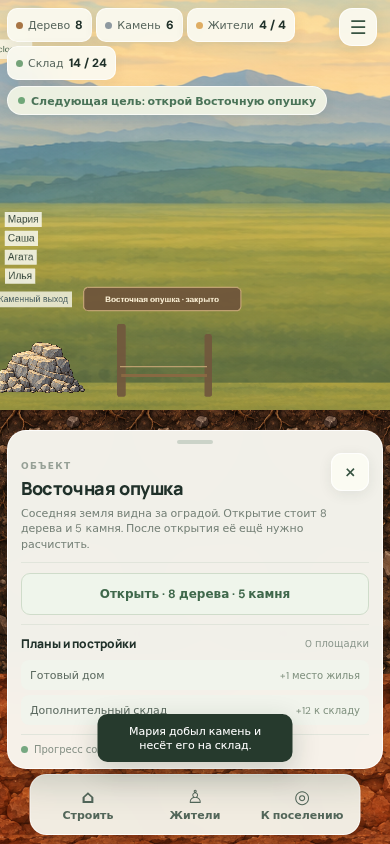 Дерево 8
Камень 6
Жители 4 / 4
☰
Склад 14 / 24
Следующая цель: открой Восточную опушку
Мария
Саша
Агата
Илья
Каменный выход
Восточная опушка · закрыто
ОБЪЕКТ
×
Восточная опушка
Соседняя земля видна за оградой. Открытие стоит 8
дерева и 5 камня. После открытия её ещё нужно
расчистить.
Открыть · 8 дерева · 5 камня
Планы и постройки
0 площадки
Готовый дом
+1 место жилья
Дополнительный склад
+12 к складу
Прогресс со
Мария добыл камень и
несёт его на склад.
Строить
Жители
К поселению